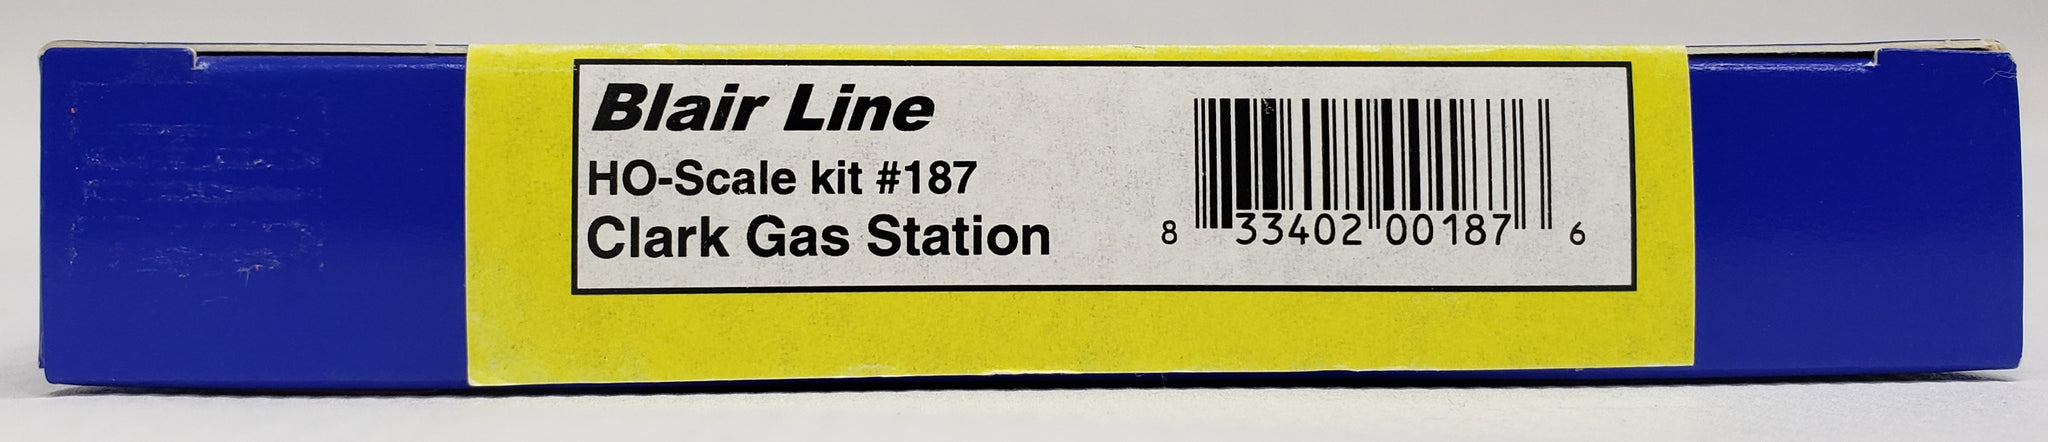 Blair Line
HO-Scale kit #187
Clark Gas Station
8 33402 00187 6